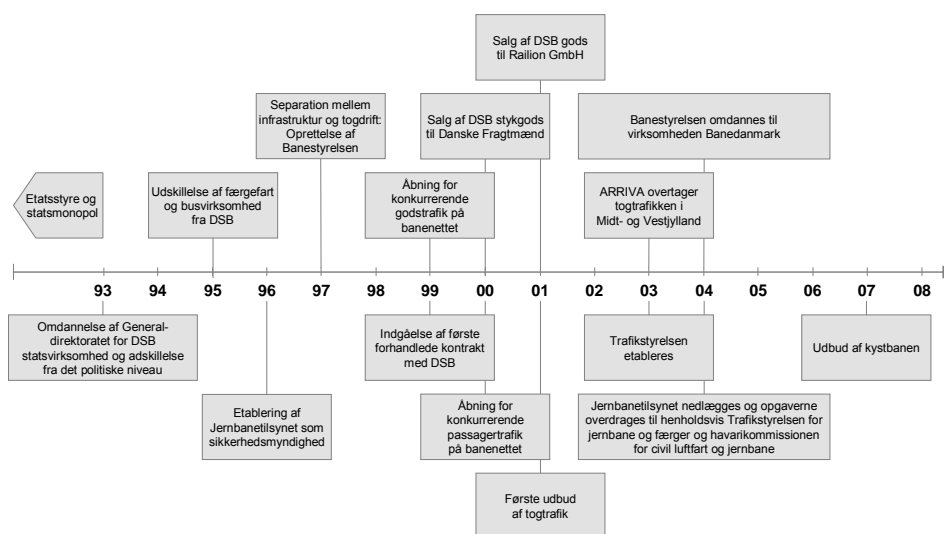 Salg af DSB gods
til Railion GmbH
Separation mellem
infrastruktur og togdrift:
Oprettelse af
Banestyrelsen
Salg af DSB stykgods
til Danske Fragtmænd
Banestyrelsen omdannes til
virksomheden Banedanmark
Etatsstyre og
statsmonopol
Udskillelse af færgefart
og busvirksomhed
fra DSB
Åbning for
konkurrerende
godstrafik på
banenettet
ARRIVA overtager
togtrafikken i
Midt- og Vestjylland
93 94 95 96 97 98 99 00 01 02 03 04 05 06 07 08
Omdannelse af General-
direktoratet for DSB
statsvirksomhed og adskillelse
fra det politiske niveau
Indgåelse af første
forhandlede kontrakt
med DSB
Trafikstyrelsen
etableres
Udbud af kystbanen
Etablering af
Jernbanetilsynet som
sikkerhedsmyndighed
Åbning for
konkurrerende
passagertrafik
på banenettet
Jernbanetilsynet nedlægges og opgaverne
overdrages til henholdsvis Trafikstyrelsen for
jernbane og færger og havarikommissionen
for civil luftfart og jernbane
Første udbud
af togtrafik